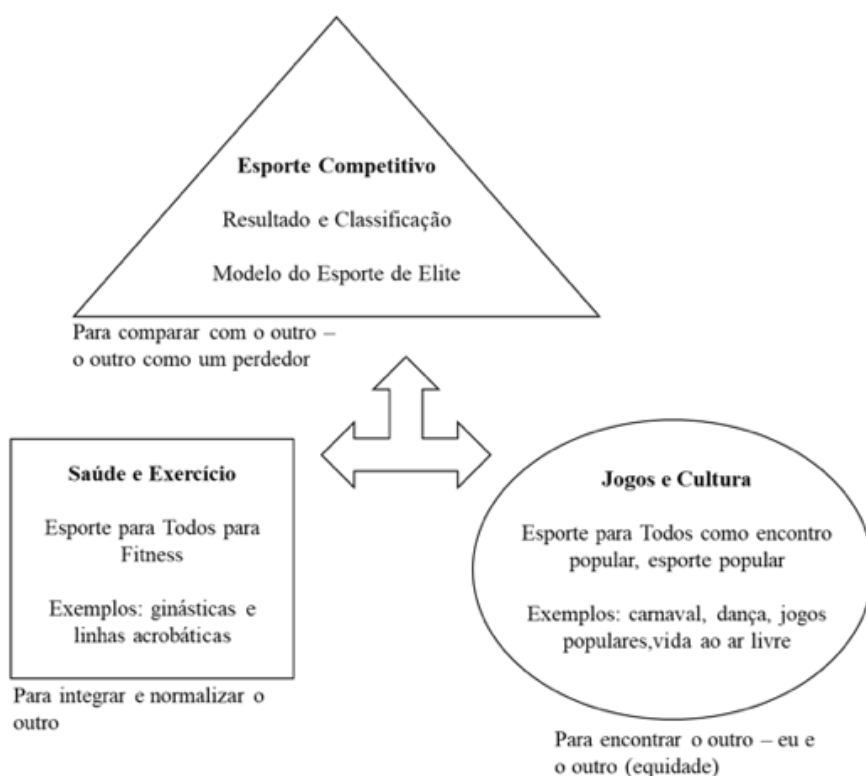 Esporte Competitivo
Resultado e Classificação
Modelo do Esporte de Elite
Para comparar com o outro –
o outro como um perdedor
Saúde e Exercício
Esporte para Todos para
Fitness
Exemplos: ginásticas e
linhas acrobáticas
Para integrar e normalizar o
outro
Jogos e Cultura
Esporte para Todos como encontro
popular, esporte popular
Exemplos: carnaval, dança, jogos
populares,vida ao ar livre
Para encontrar o outro – eu e
o outro (equidade)